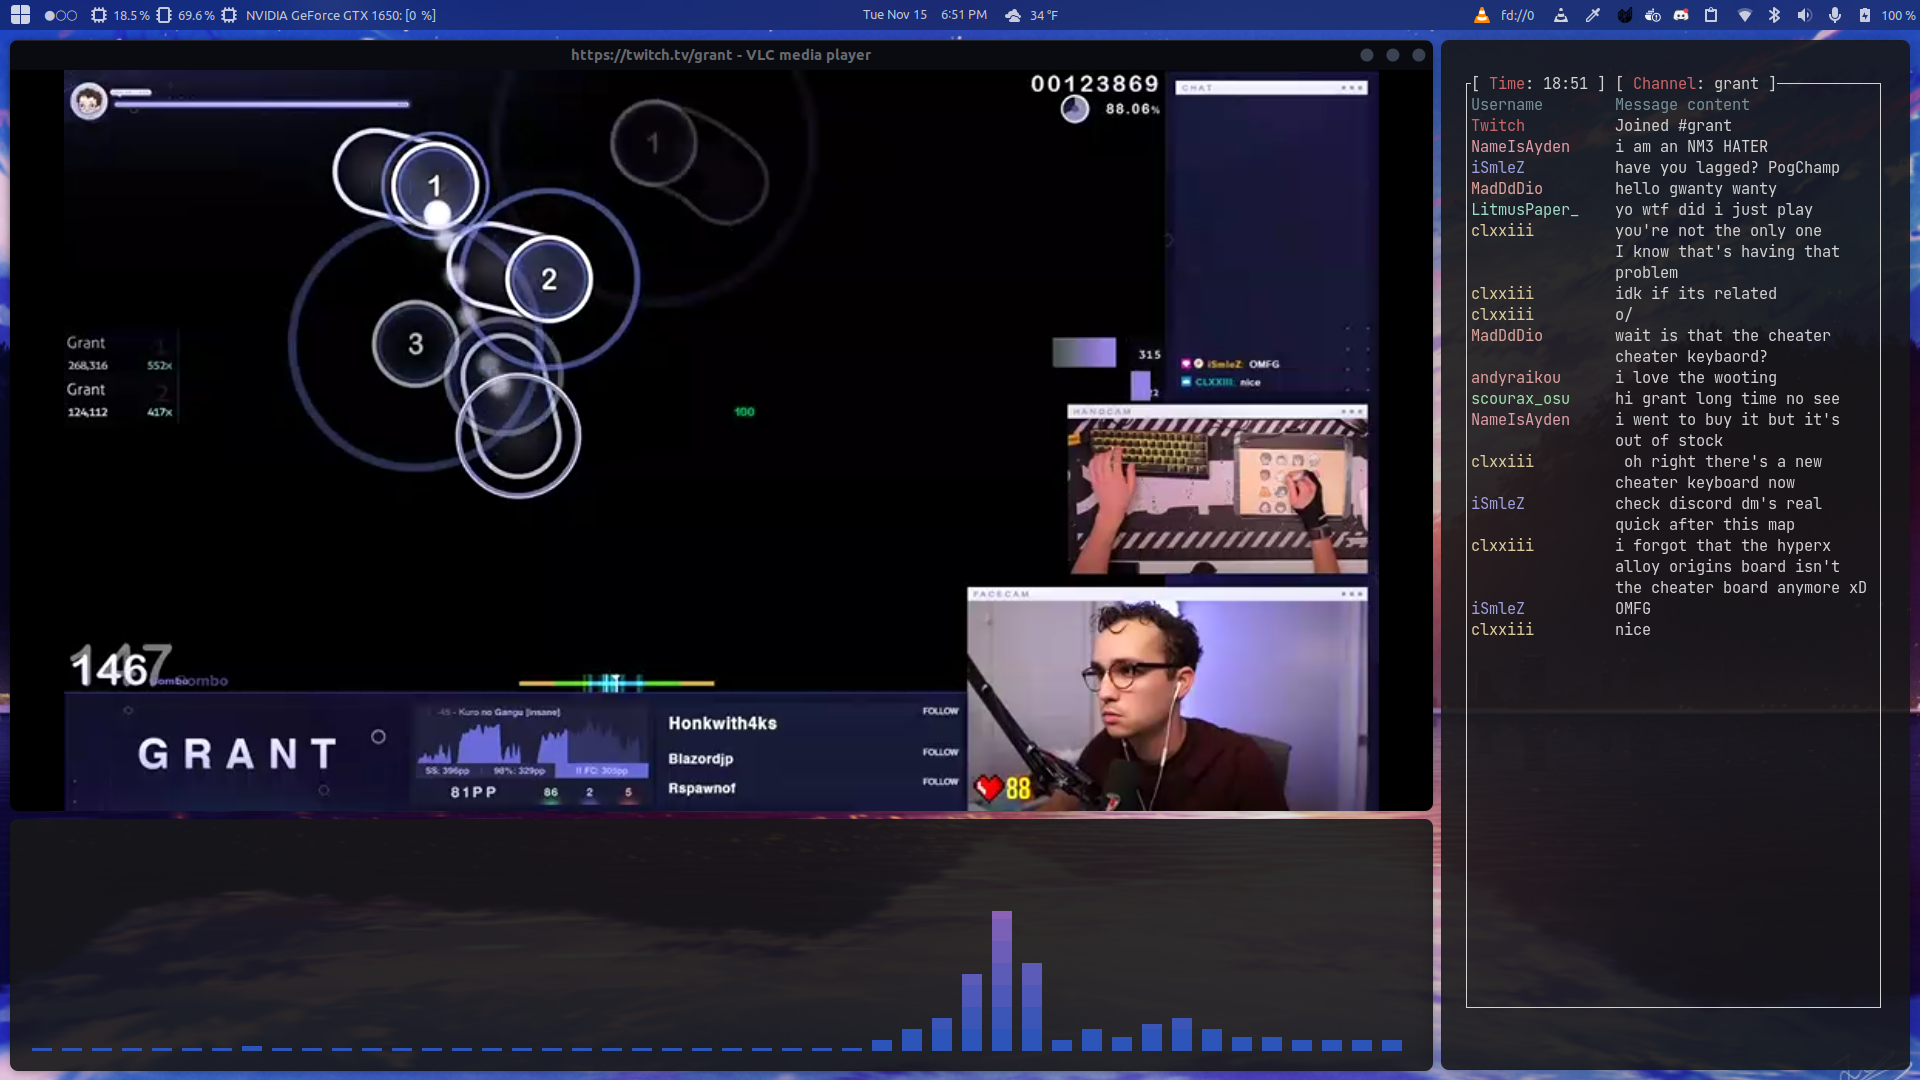 18.5 %
69.6 %
NVIDIA GeForce GTX 1650: [0 %]
Tue Nov 15 6:51 PM
34 °F
fd://0
100 %
https://twitch.tv/grant - VLC media player
00123869
88.06%
CHAT
1
1
2
3
Grant 1
268,316 552x
Grant 2
124,112 417x
100
315
iSmleZ: OMFG
CLXXIII: nice
HANDCAM
FACECAM
147
146
Combo
GRANT
- Kuro no Gangu [Insane]
SS: 396pp
98%: 329pp
If FC: 305pp
81PP
86 2 5
Honkwith4ks FOLLOW
Blazordjp FOLLOW
Rspawnof FOLLOW
88
[ Time: 18:51 ] [ Channel: grant ]
Username Message content
Twitch Joined #grant
NameIsAyden i am an NM3 HATER
iSmleZ have you lagged? PogChamp
MadDdDio hello gwanty wanty
LitmusPaper_ yo wtf did i just play
clxxiii you're not the only one
I know that's having that
problem
clxxiii idk if its related
clxxiii o/
MadDdDio wait is that the cheater
cheater keybaord?
andyraikou i love the wooting
scourax_osu hi grant long time no see
NameIsAyden i went to buy it but it's
out of stock
clxxiii oh right there's a new
cheater keyboard now
iSmleZ check discord dm's real
quick after this map
clxxiii i forgot that the hyperx
alloy origins board isn't
the cheater board anymore xD
iSmleZ OMFG
clxxiii nice